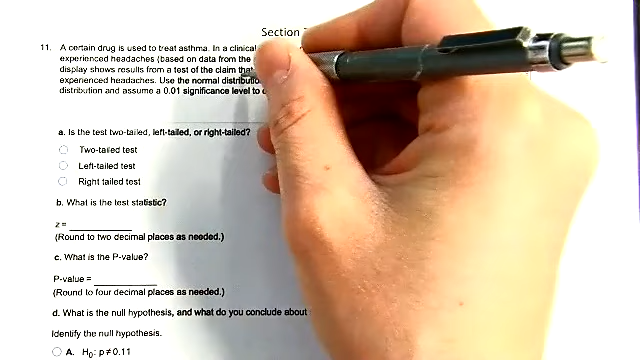 Section
11. A certain drug is used to treat asthma. In a clinical
experienced headaches (based on data from the
display shows results from a test of the claim that
experienced headaches. Use the normal distributio
distribution and assume a 0.01 significance level to
a. Is the test two-tailed, left-tailed, or right-tailed?
Two-tailed test
Left-tailed test
Right tailed test
b. What is the test statistic?
z =
(Round to two decimal places as needed.)
c. What is the P-value?
P-value =
(Round to four decimal places as needed.)
d. What is the null hypothesis, and what do you conclude about
Identify the null hypothesis.
A. H₀: p ≠ 0.11